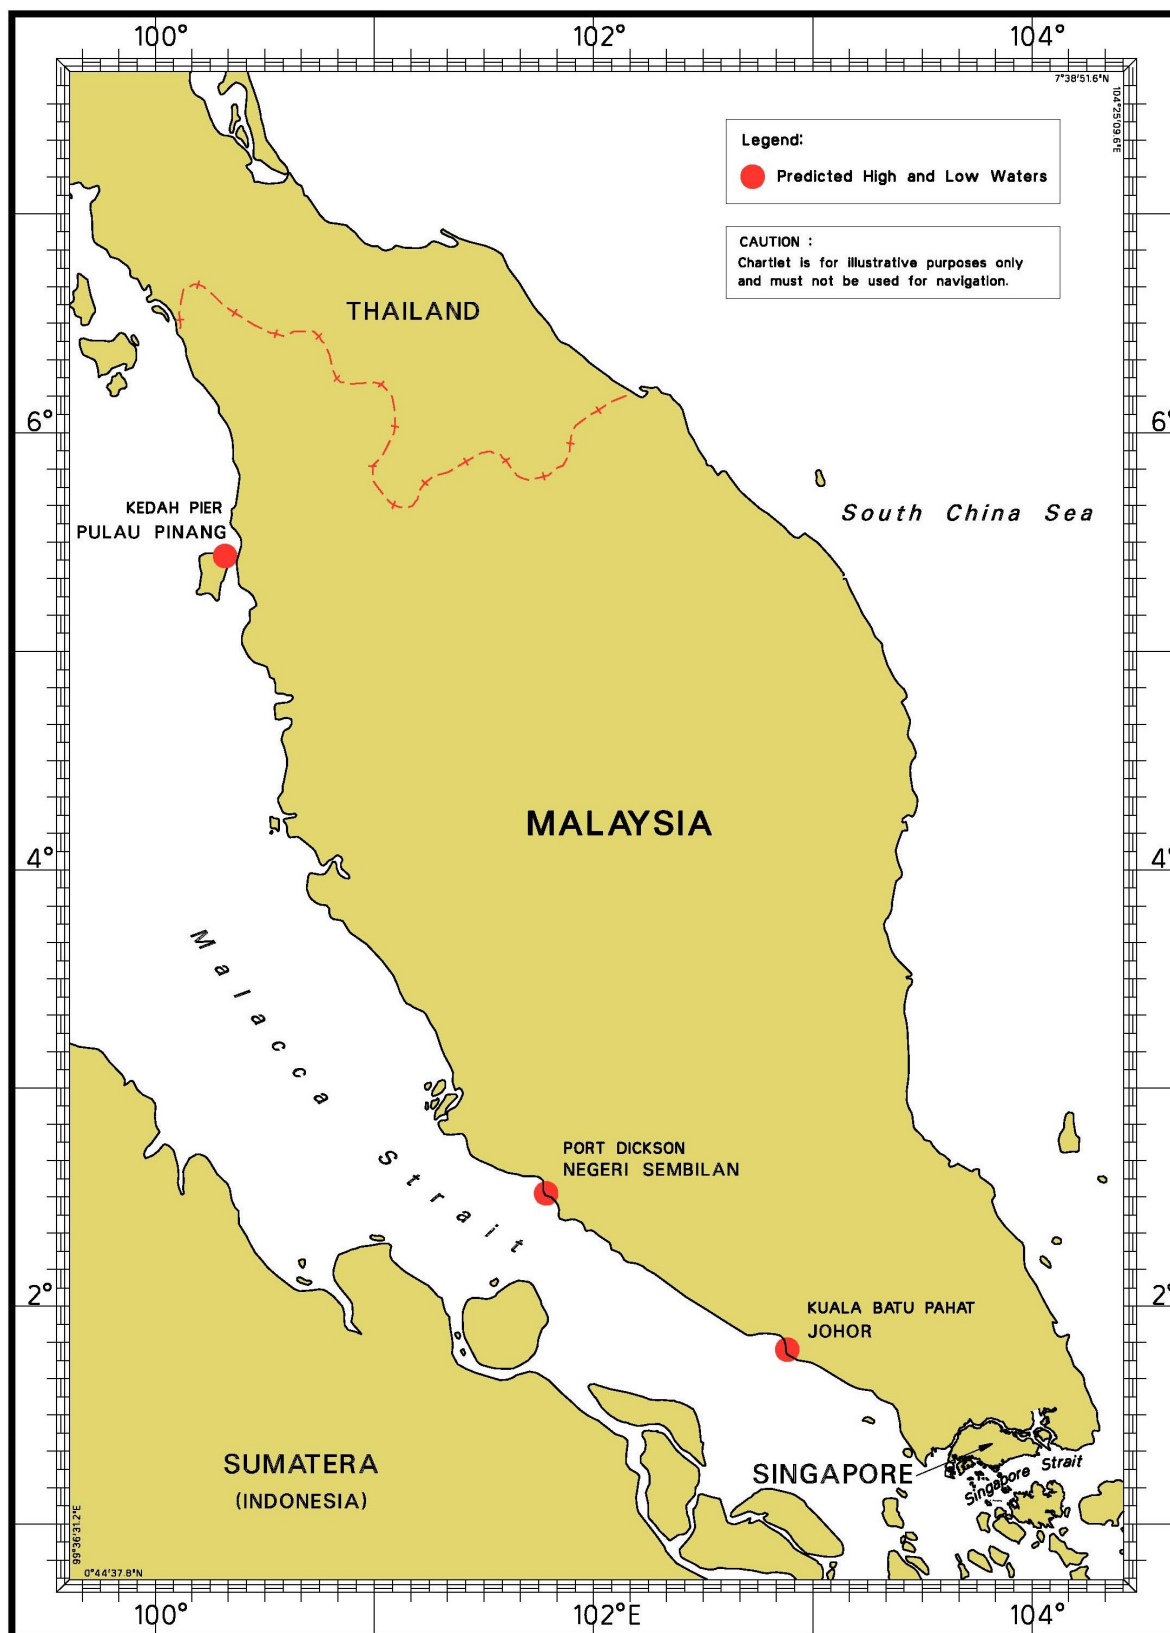 100°
102°
104°
7°38'51.6"N
104°25'09.6"E
Legend:
Predicted High and Low Waters
CAUTION :
Chartlet is for illustrative purposes only
and must not be used for navigation.
THAILAND
6°
6°
KEDAH PIER
PULAU PINANG
South China Sea
MALAYSIA
4°
4°
Malacca Strait
PORT DICKSON
NEGERI SEMBILAN
2°
2°
KUALA BATU PAHAT
JOHOR
SUMATERA
(INDONESIA)
SINGAPORE
Singapore Strait
99°36'31.2"E
0°44'37.8"N
100°
102°E
104°